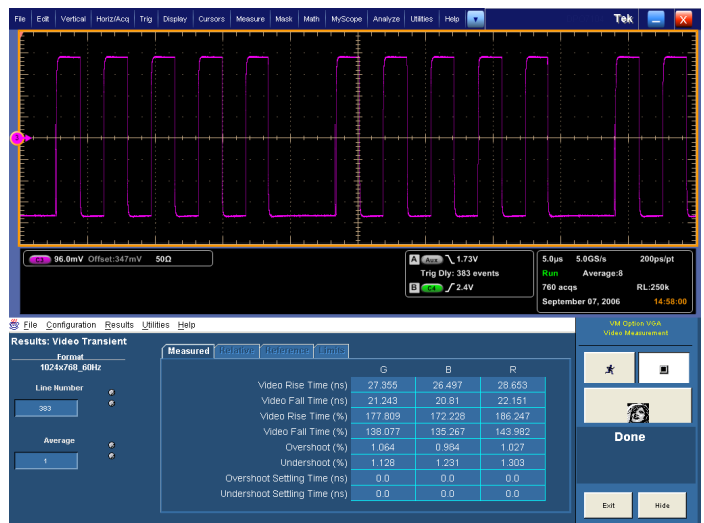 File Edit Vertical Horiz/Acq Trig Display Cursors Measure Mask Math MyScope Analyze Utilities Help Tek X
C3 96.0mV Offset:347mV 50Ω
A Aux 1.73V
Trig Dly: 383 events
B C4 2.4V
5.0µs 5.0GS/s 200ps/pt
Run Average:8
760 acqs RL:250k
September 07, 2006 14:58:00
File Configuration Results Utilities Help
Results: Video Transient
Format
1024x768_60Hz
Line Number
383
Average
1
Measured Relative Reference Limits
G B R
Video Rise Time (ns) 27.355 26.497 28.653
Video Fall Time (ns) 21.243 20.81 22.151
Video Rise Time (%) 177.809 172.228 186.247
Video Fall Time (%) 138.077 135.267 143.982
Overshoot (%) 1.064 0.984 1.027
Undershoot (%) 1.128 1.231 1.303
Overshoot Settling Time (ns) 0.0 0.0 0.0
Undershoot Settling Time (ns) 0.0 0.0 0.0
VM Option VGA
Video Measurement
Done
Exit Hide